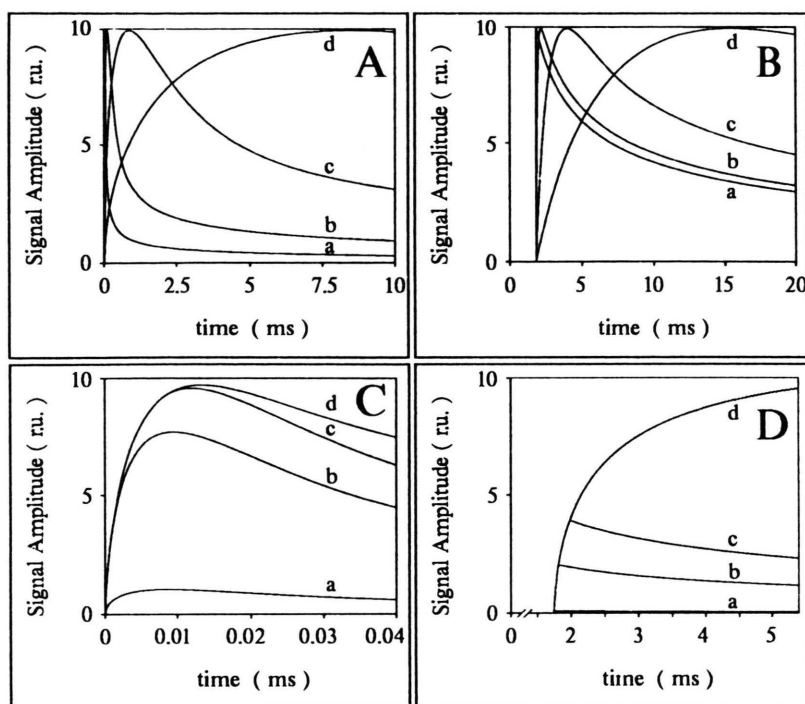 A
Signal Amplitude ( r.u. )
10
5
0
d
c
b
a
0 2.5 5 7.5 10
time ( ms )
B
Signal Amplitude ( r.u. )
10
5
0
d
c
b
a
0 5 10 15 20
time ( ms )
C
Signal Amplitude ( r.u. )
10
5
0
d
c
b
a
0 0.01 0.02 0.03 0.04
time ( ms )
D
Signal Amplitude ( r.u. )
10
5
0
d
c
b
a
0 2 3 4 5
time ( ms )